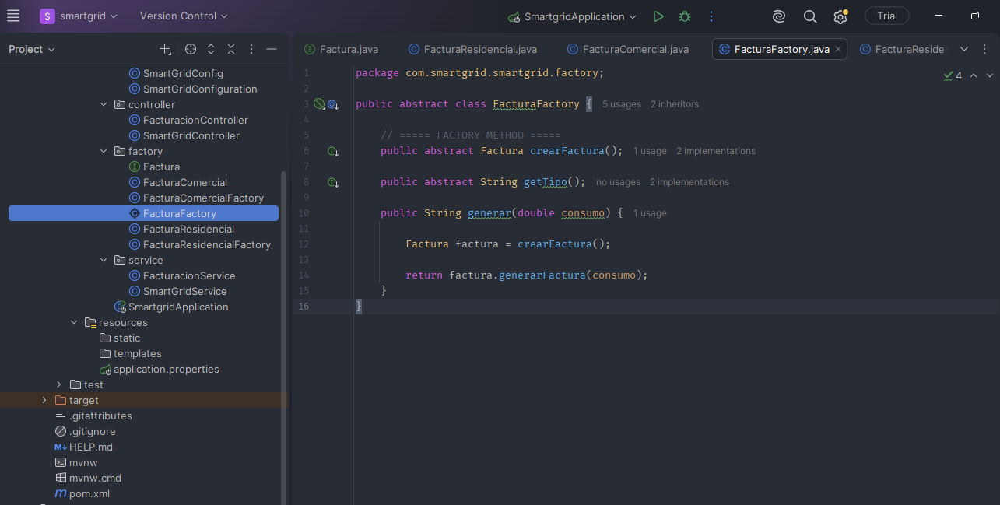 S smartgrid Version Control SmartgridApplication Trial
Project
Factura.java FacturaResidencial.java FacturaComercial.java FacturaFactory.java FacturaResider
SmartGridConfig
SmartGridConfiguration
controller
FacturacionController
SmartGridController
factory
Factura
FacturaComercial
FacturaComercialFactory
FacturaFactory
FacturaResidencial
FacturaResidencialFactory
service
FacturacionService
SmartGridService
SmartgridApplication
resources
static
templates
application.properties
test
target
.gitattributes
.gitignore
HELP.md
mvnw
mvnw.cmd
pom.xml
4
1 package com.smartgrid.smartgrid.factory;
2
3 public abstract class FacturaFactory { 5 usages 2 inheritors
4
5 // ===== FACTORY METHOD =====
6 public abstract Factura crearFactura(); 1 usage 2 implementations
7
8 public abstract String getTipo(); no usages 2 implementations
9
10 public String generar(double consumo) { 1 usage
11
12 Factura factura = crearFactura();
13
14 return factura.generarFactura(consumo);
15 }
16 }